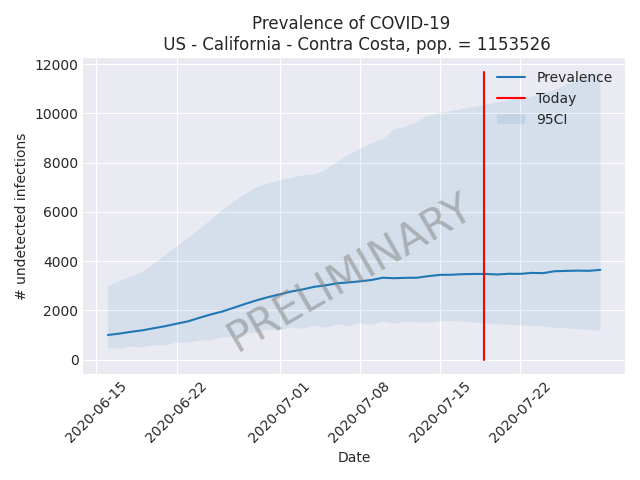 Prevalence of COVID-19
US - California - Contra Costa, pop. = 1153526
12000
10000
8000
6000
4000
2000
0
# undetected infections
Prevalence
Today
95CI
PRELIMINARY
2020-06-15
2020-06-22
2020-07-01
2020-07-08
2020-07-15
2020-07-22
Date